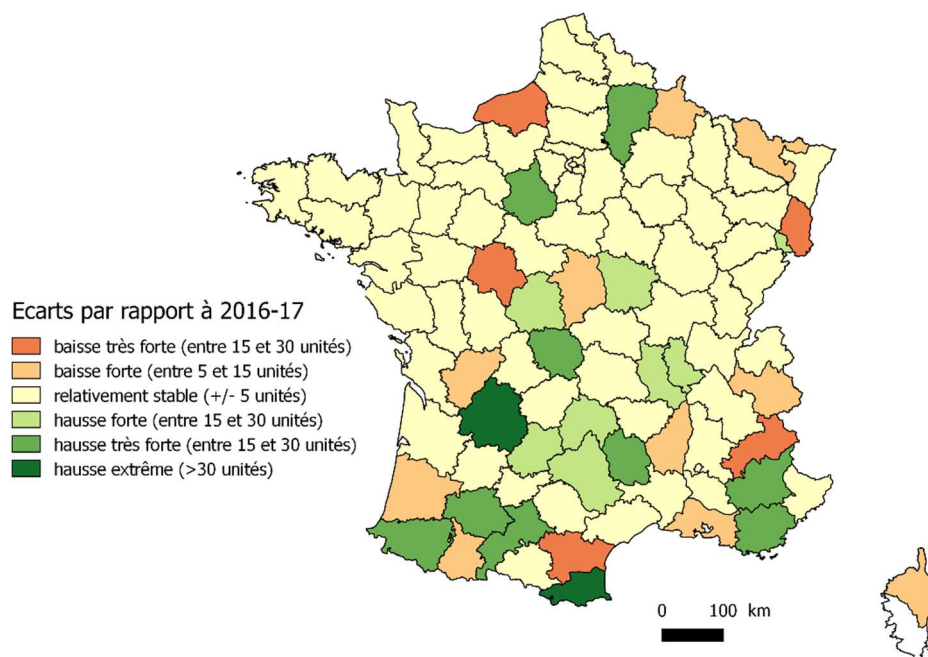 Ecarts par rapport à 2016-17
baisse très forte (entre 15 et 30 unités)
baisse forte (entre 5 et 15 unités)
relativement stable (+/- 5 unités)
hausse forte (entre 15 et 30 unités)
hausse très forte (entre 15 et 30 unités)
hausse extrême (>30 unités)
0 100 km